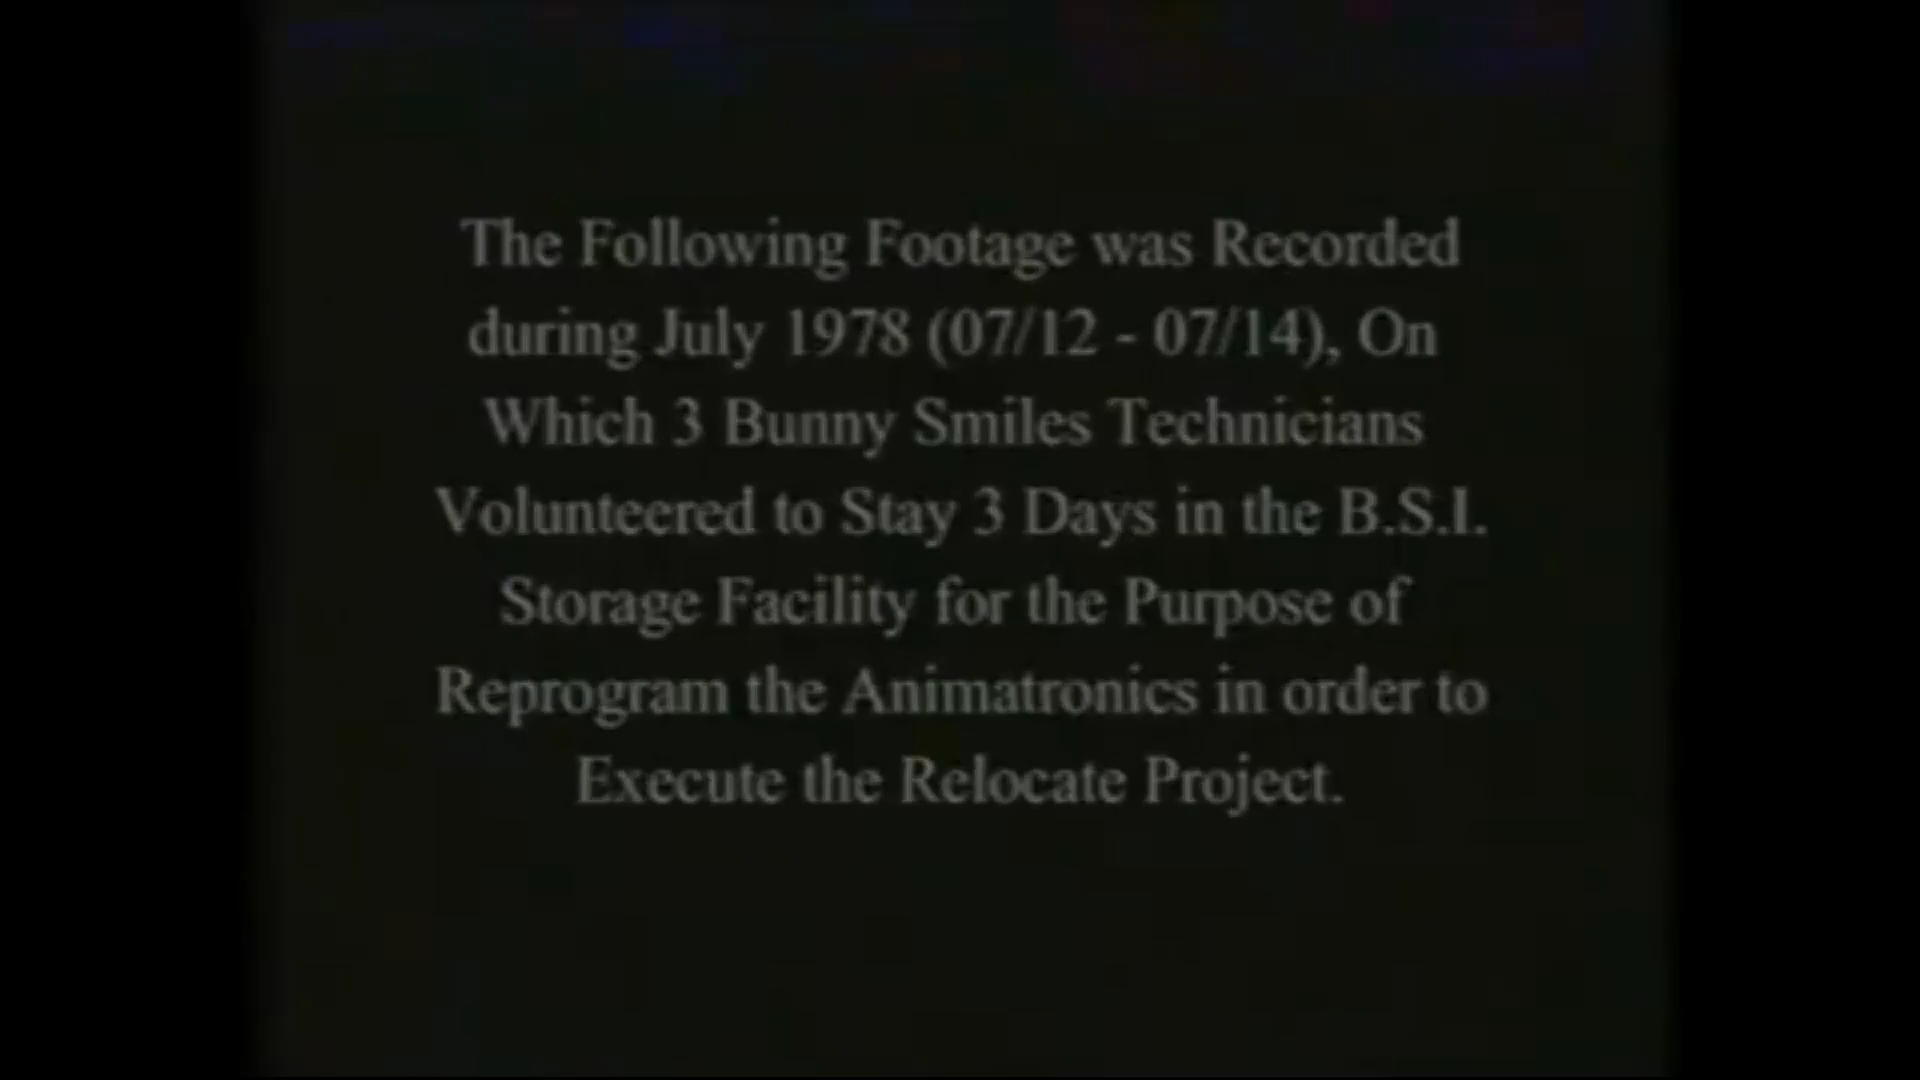 The Following Footage was Recorded
during July 1978 (07/12 - 07/14), On
Which 3 Bunny Smiles Technicians
Volunteered to Stay 3 Days in the B.S.I.
Storage Facility for the Purpose of
Reprogram the Animatronics in order to
Execute the Relocate Project.